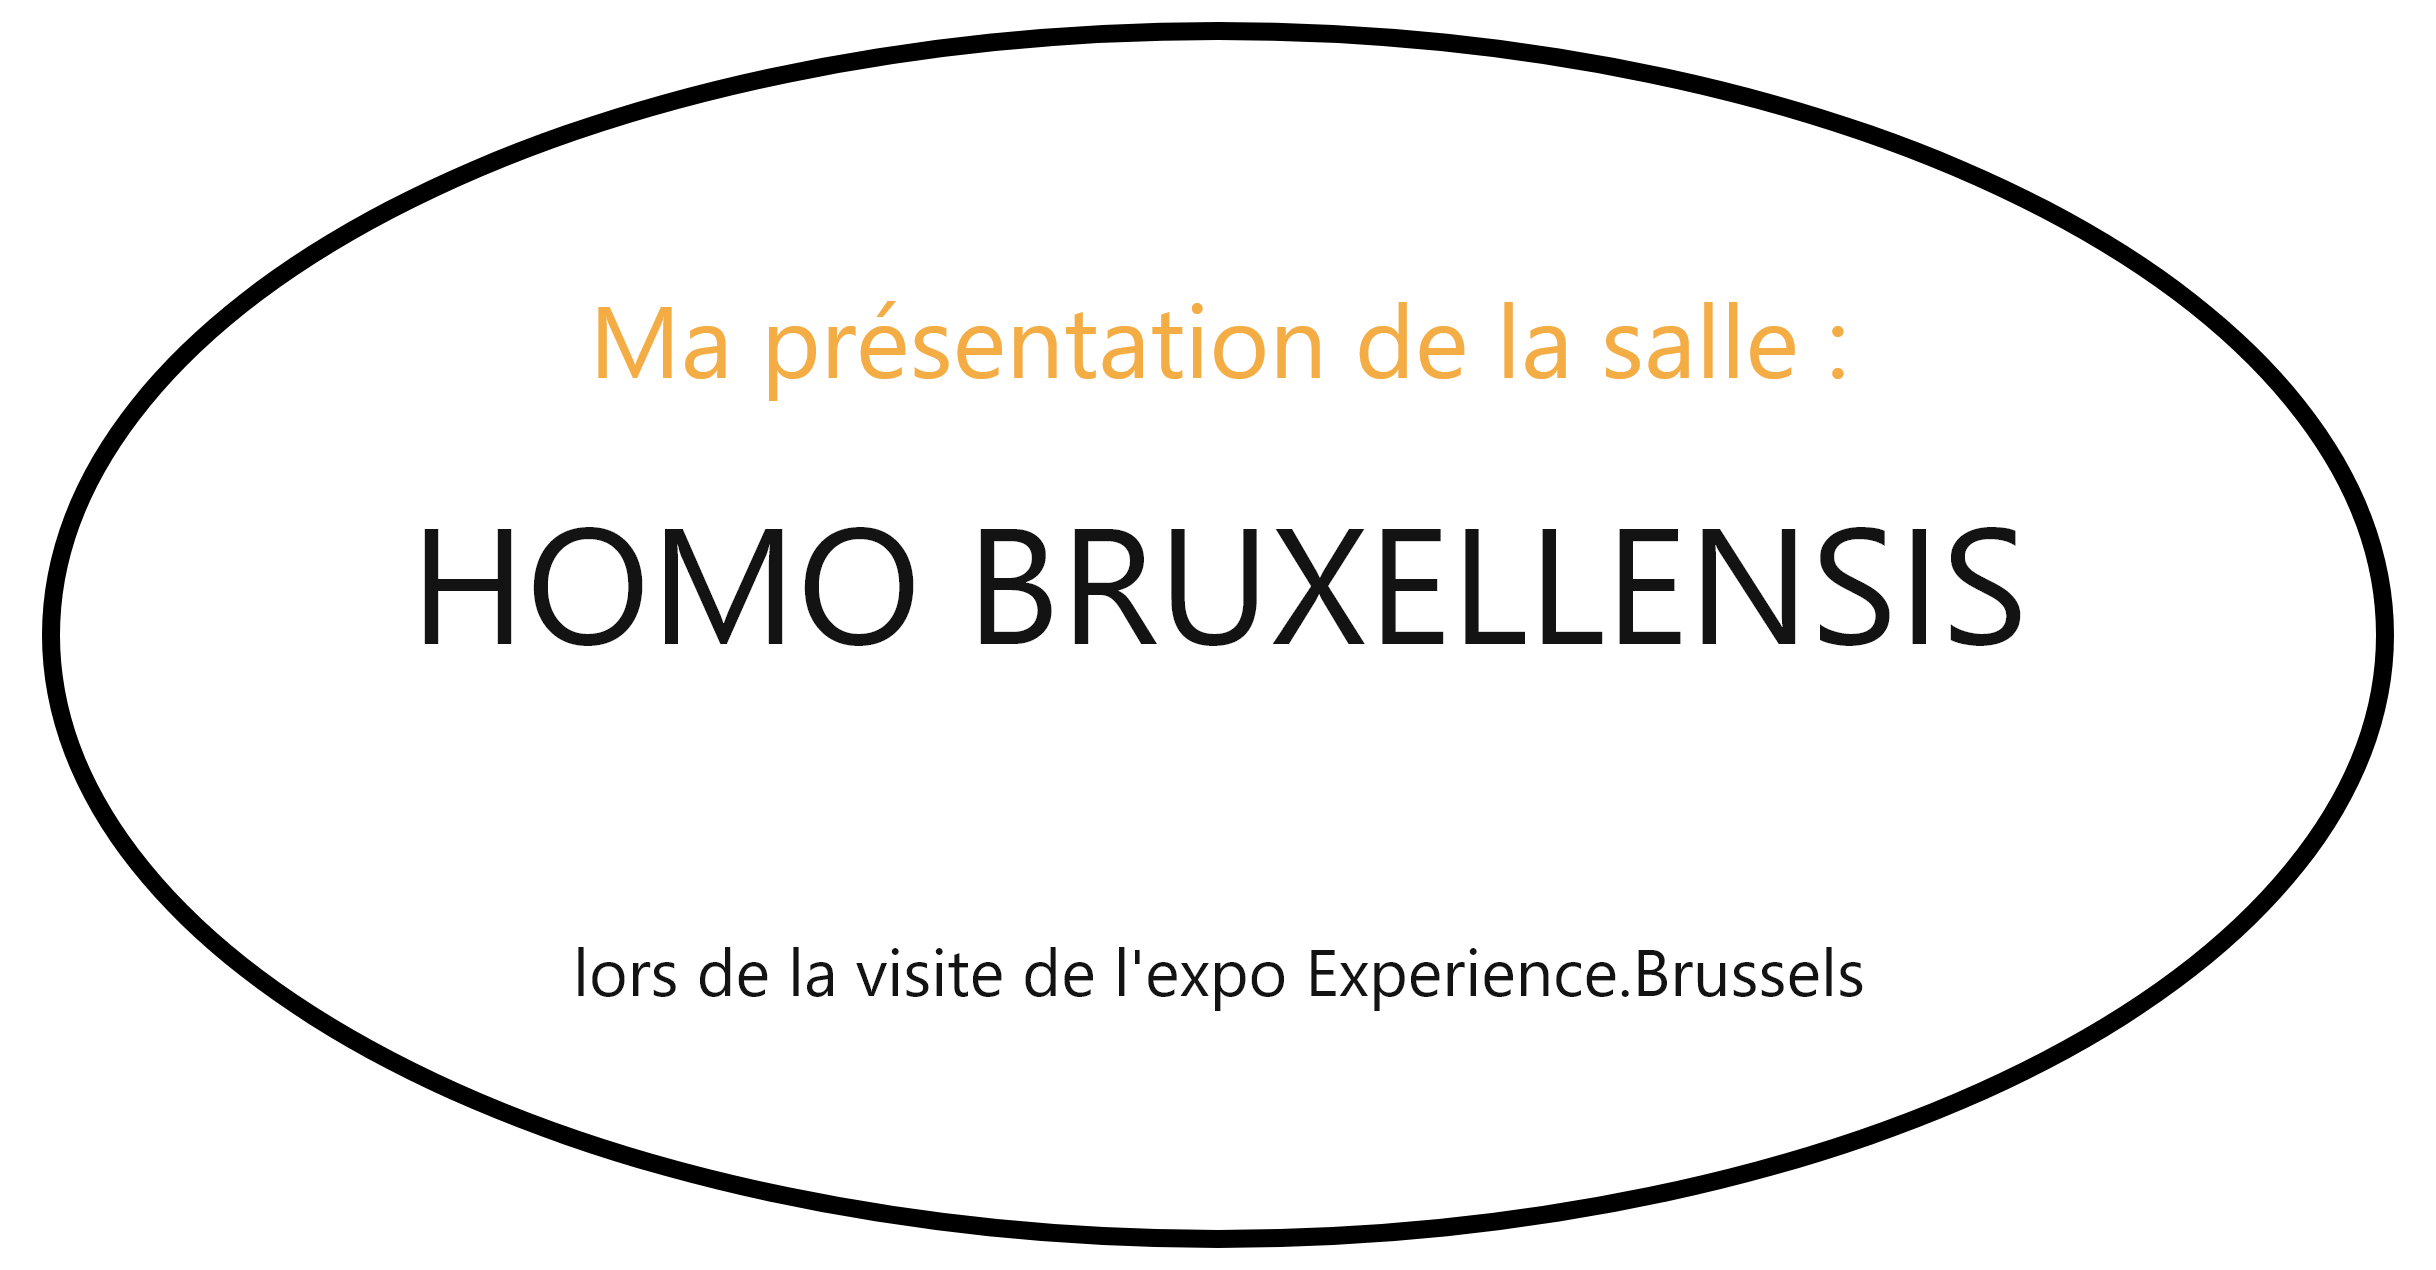 Ma présentation de la salle :
HOMO BRUXELLENSIS
lors de la visite de l'expo Experience.Brussels